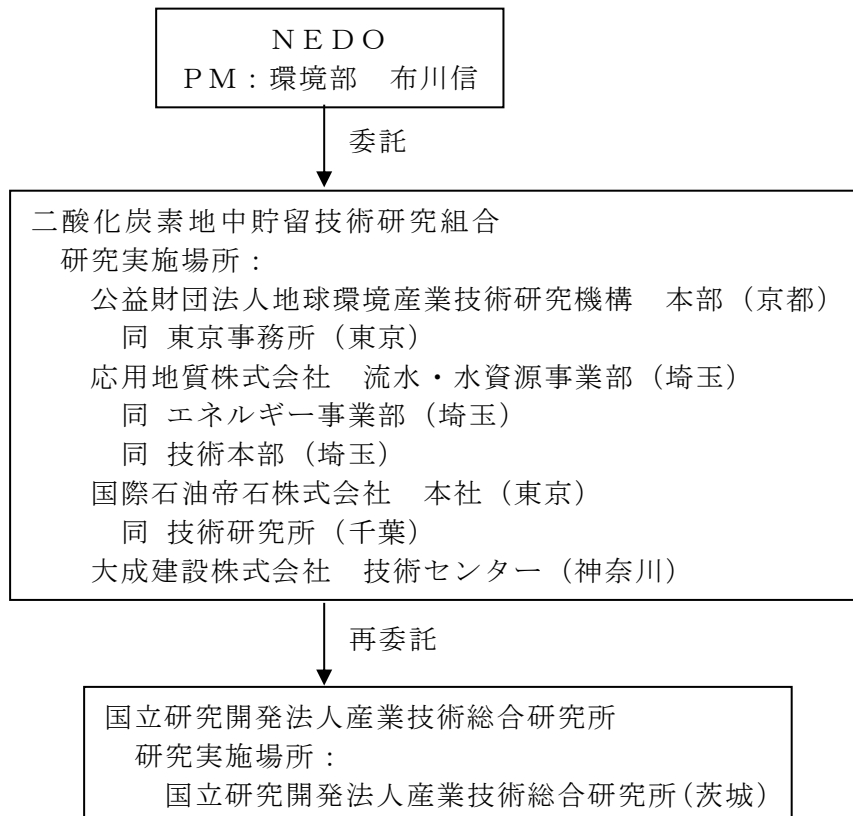 ＮＥＤＯ
ＰＭ：環境部　布川信
委託
二酸化炭素地中貯留技術研究組合
研究実施場所：
公益財団法人地球環境産業技術研究機構　本部（京都）
同 東京事務所（東京）
応用地質株式会社　流水・水資源事業部（埼玉）
同 エネルギー事業部（埼玉）
同 技術本部（埼玉）
国際石油帝石株式会社　本社（東京）
同 技術研究所（千葉）
大成建設株式会社　技術センター（神奈川）
再委託
国立研究開発法人産業技術総合研究所
研究実施場所：
国立研究開発法人産業技術総合研究所(茨城)